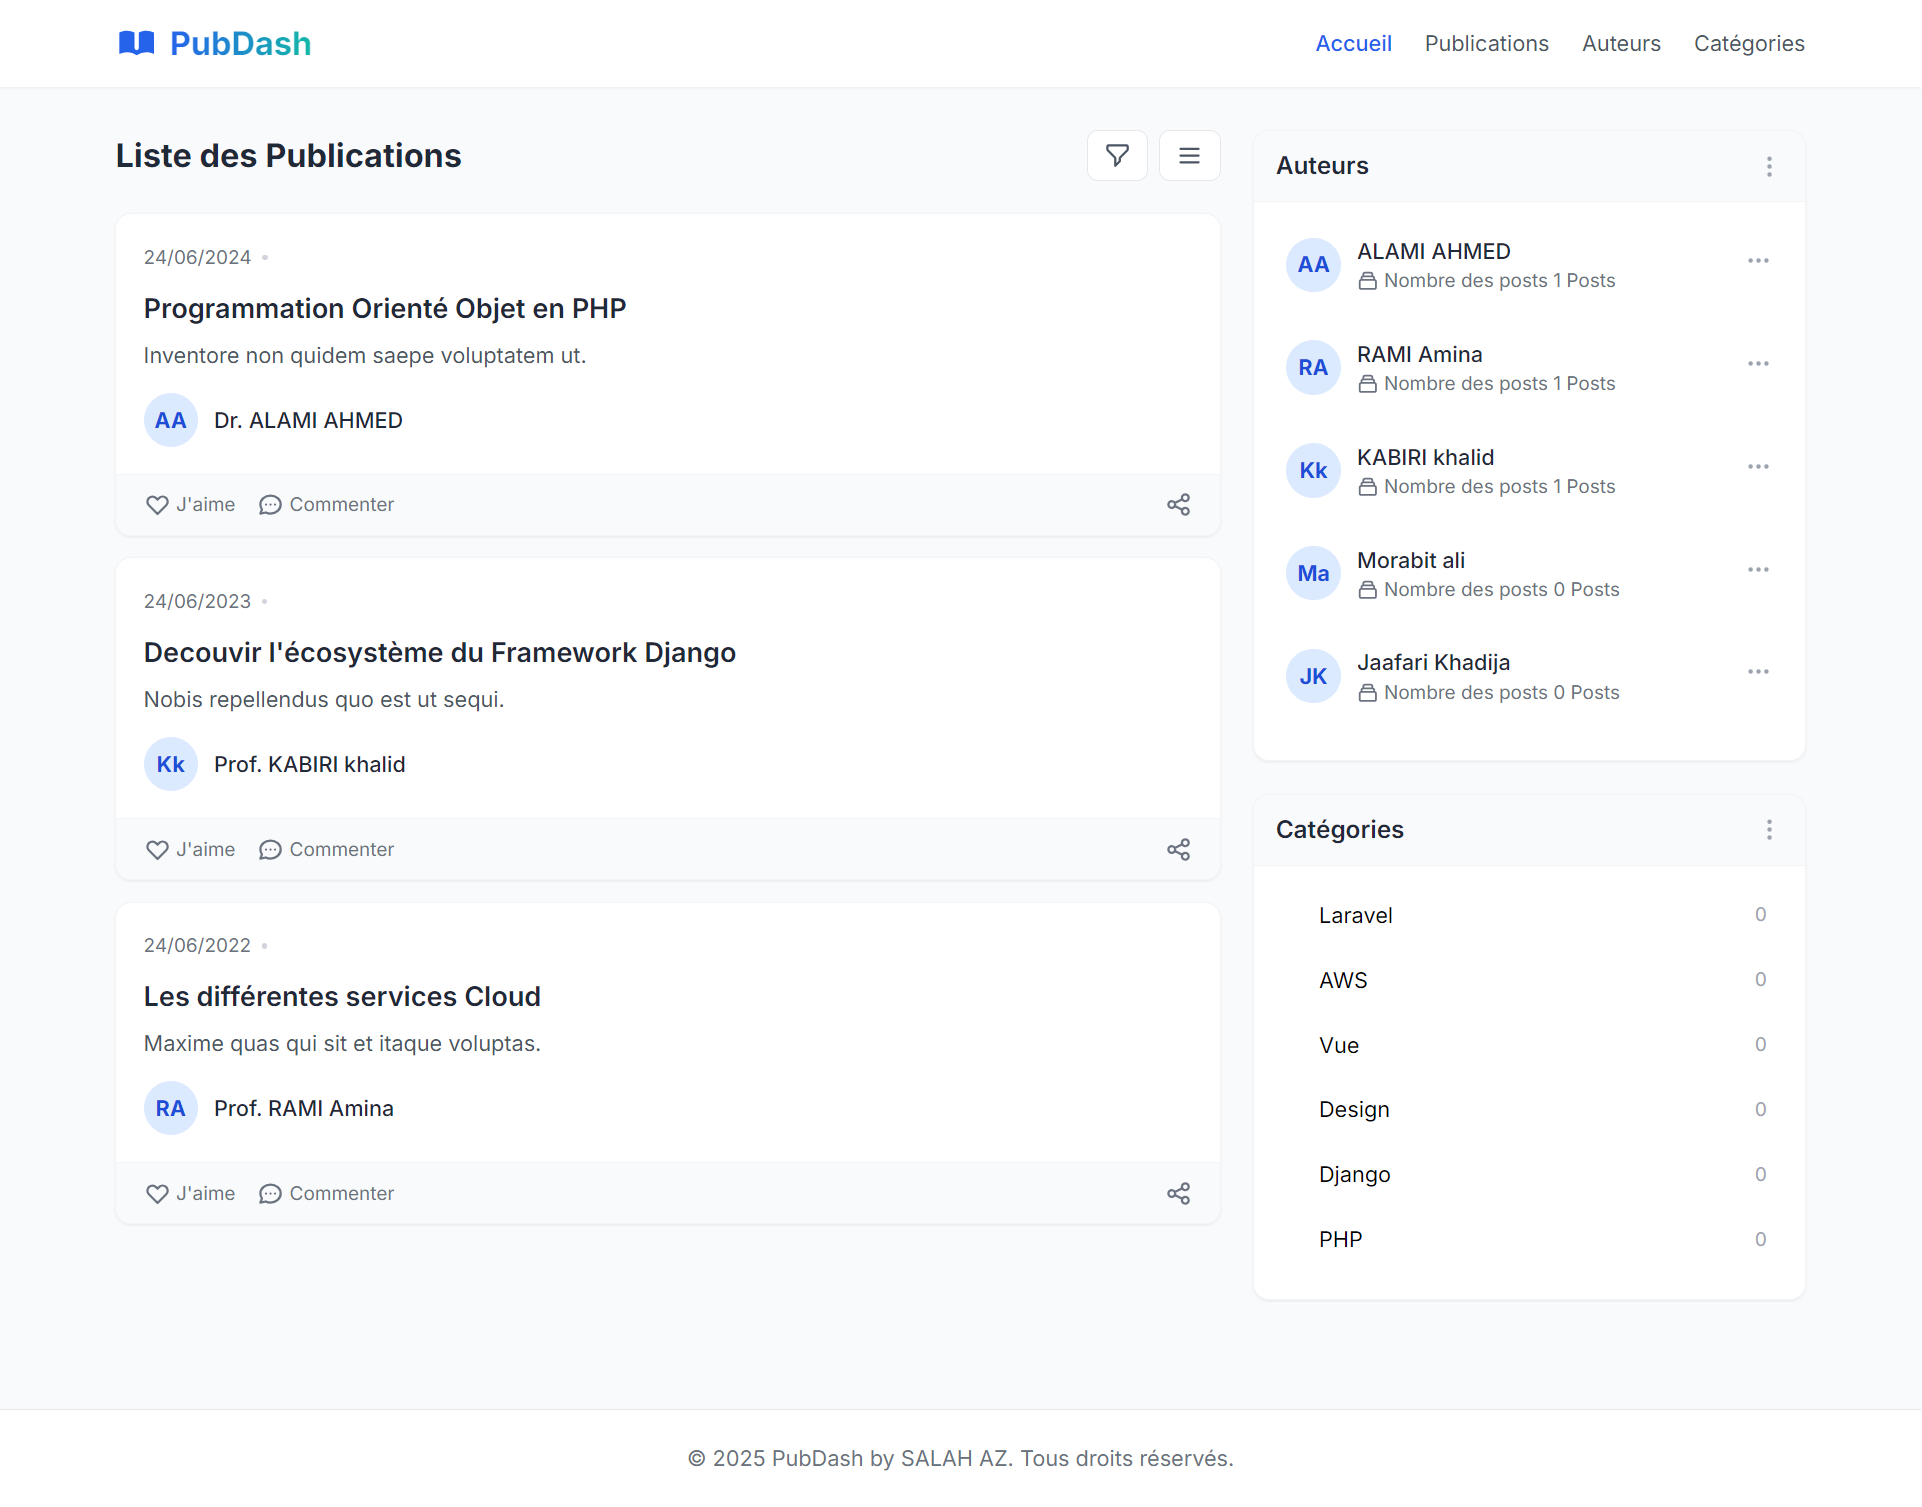 PubDash
Accueil Publications Auteurs Catégories
Liste des Publications
24/06/2024 •
Programmation Orienté Objet en PHP
Inventore non quidem saepe voluptatem ut.
AA Dr. ALAMI AHMED
J'aime Commenter
24/06/2023 •
Decouvir l'écosystème du Framework Django
Nobis repellendus quo est ut sequi.
Kk Prof. KABIRI khalid
J'aime Commenter
24/06/2022 •
Les différentes services Cloud
Maxime quas qui sit et itaque voluptas.
RA Prof. RAMI Amina
J'aime Commenter
Auteurs
AA ALAMI AHMED
Nombre des posts 1 Posts
RA RAMI Amina
Nombre des posts 1 Posts
Kk KABIRI khalid
Nombre des posts 1 Posts
Ma Morabit ali
Nombre des posts 0 Posts
JK Jaafari Khadija
Nombre des posts 0 Posts
Catégories
Laravel 0
AWS 0
Vue 0
Design 0
Django 0
PHP 0
© 2025 PubDash by SALAH AZ. Tous droits réservés.